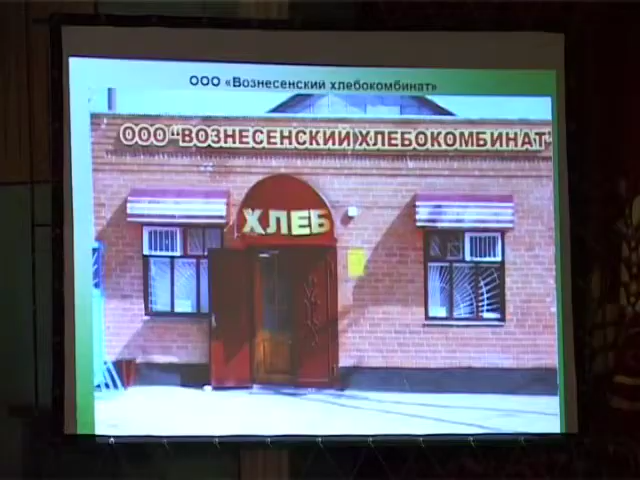 ООО «Вознесенский хлебокомбинат»
ООО "ВОЗНЕСЕНСКИЙ ХЛЕБОКОМБИНАТ"
ХЛЕБ